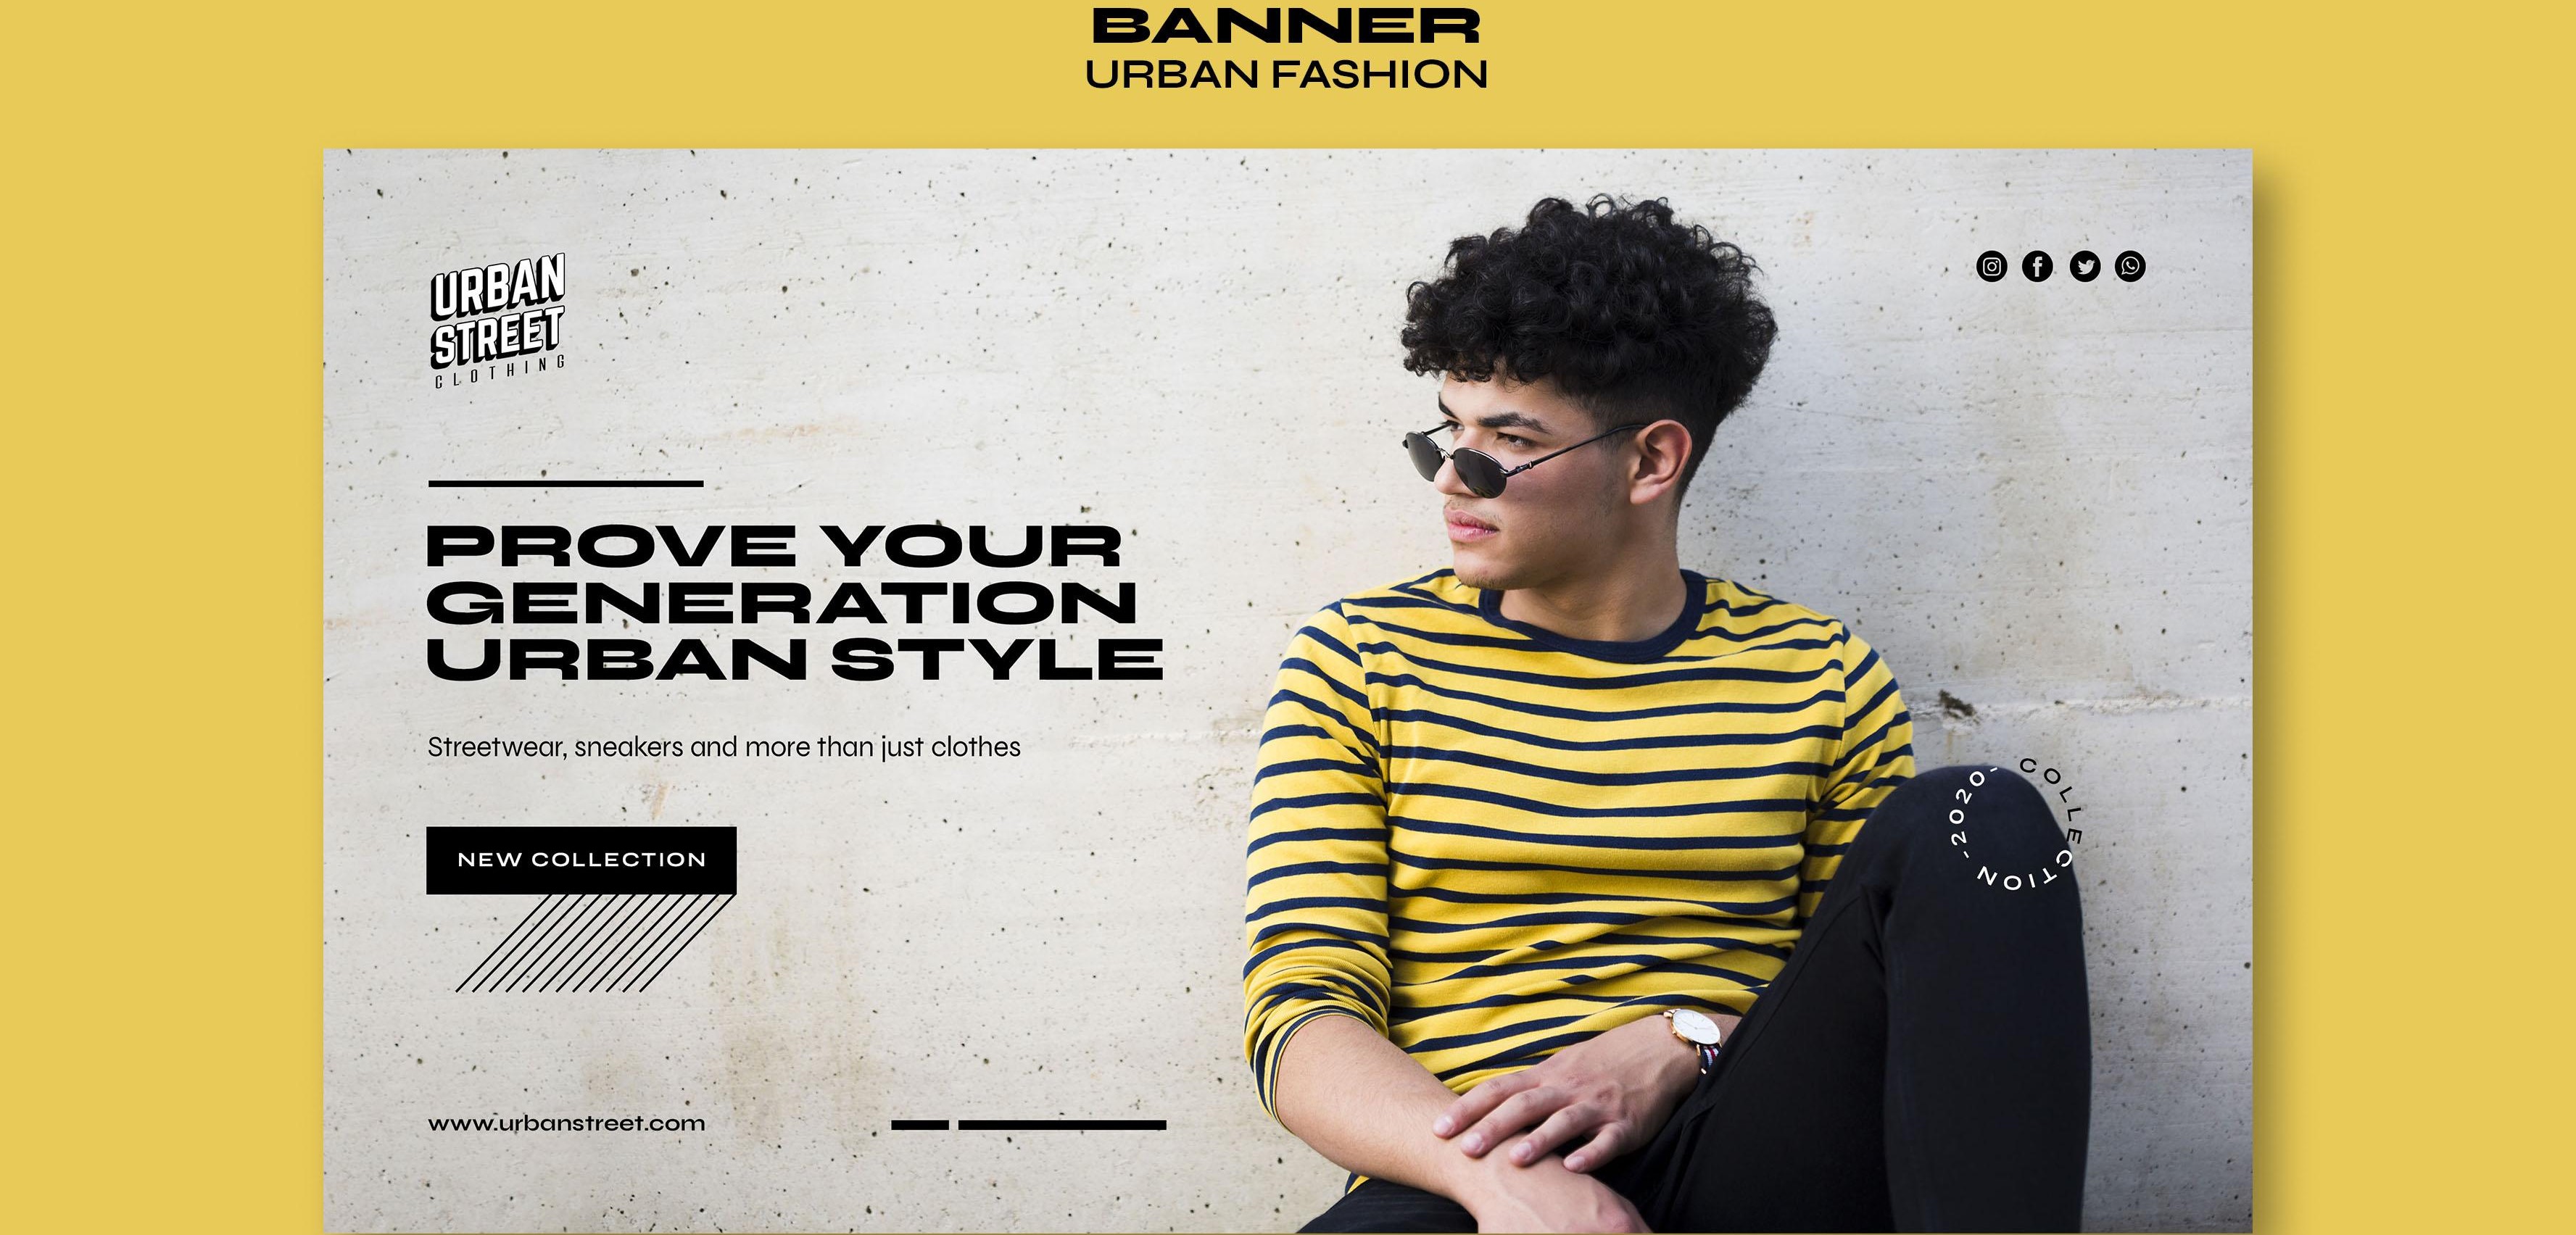 BANNER
URBAN FASHION
URBAN
STREET
CLOTHING
PROVE YOUR
GENERATION
URBAN STYLE
Streetwear, sneakers and more than just clothes
NEW COLLECTION
-2020- COLLECTION
www.urbanstreet.com